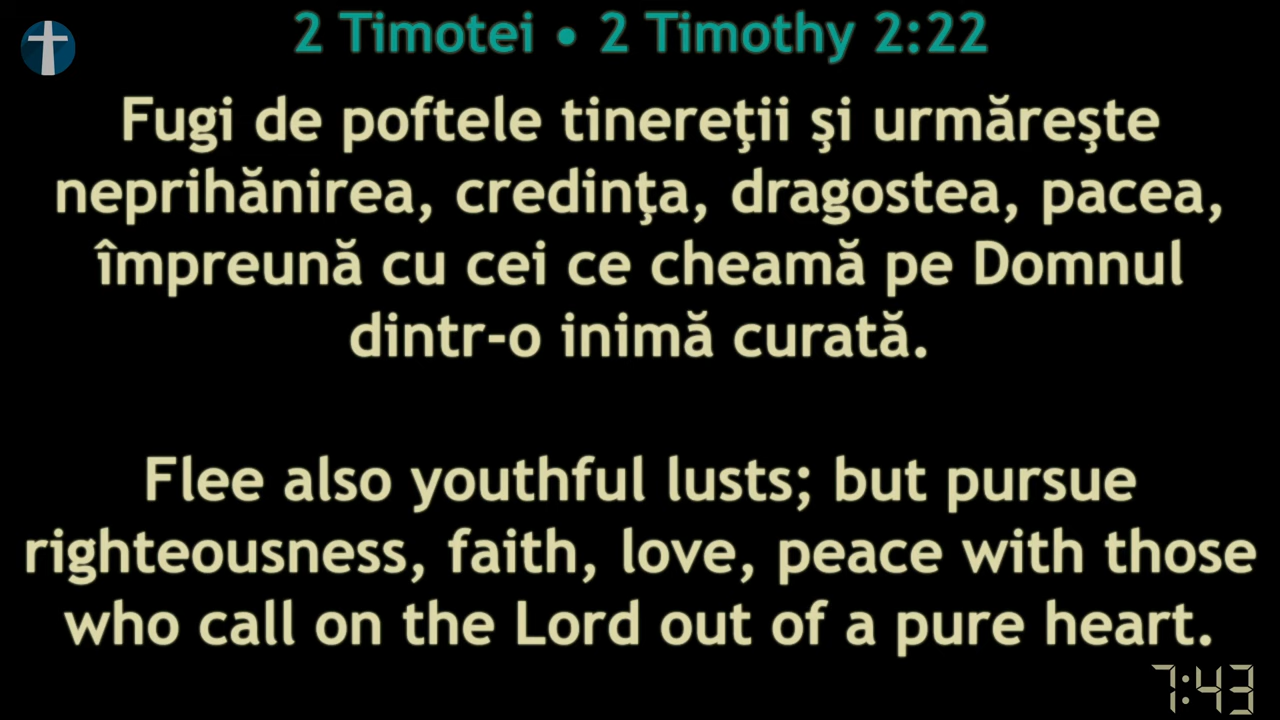 2 Timotei • 2 Timothy 2:22
Fugi de poftele tinereţii şi urmăreşte
neprihănirea, credinţa, dragostea, pacea,
împreună cu cei ce cheamă pe Domnul
dintr-o inimă curată.
Flee also youthful lusts; but pursue
righteousness, faith, love, peace with those
who call on the Lord out of a pure heart.
7:43